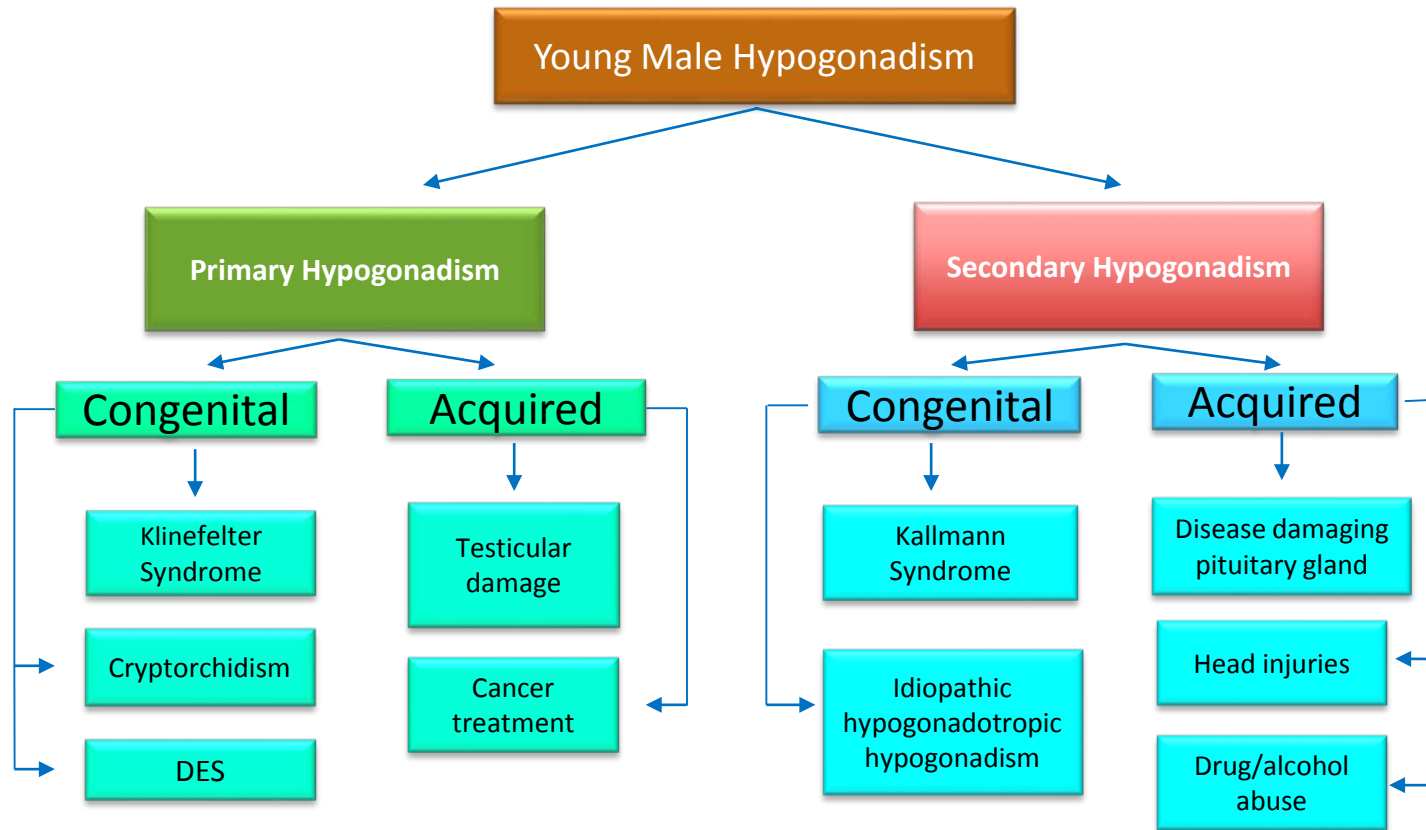 Young Male Hypogonadism
Primary Hypogonadism
Secondary Hypogonadism
Congenital
Acquired
Congenital
Acquired
Klinefelter
Syndrome
Cryptorchidism
DES
Testicular
damage
Cancer
treatment
Kallmann
Syndrome
Idiopathic
hypogonadotropic
hypogonadism
Disease damaging
pituitary gland
Head injuries
Drug/alcohol
abuse